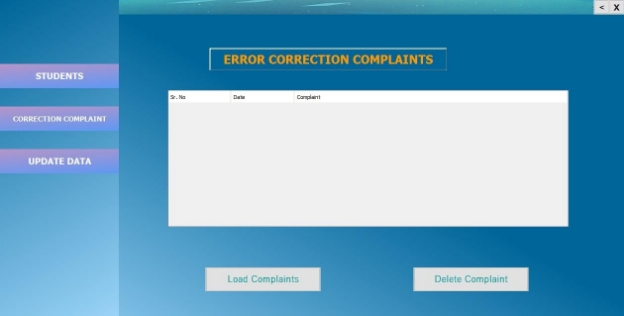 < X
ERROR CORRECTION COMPLAINTS
STUDENTS
CORRECTION COMPLAINT
UPDATE DATA
Sr. No Date Complaint
Load Complaints Delete Complaint